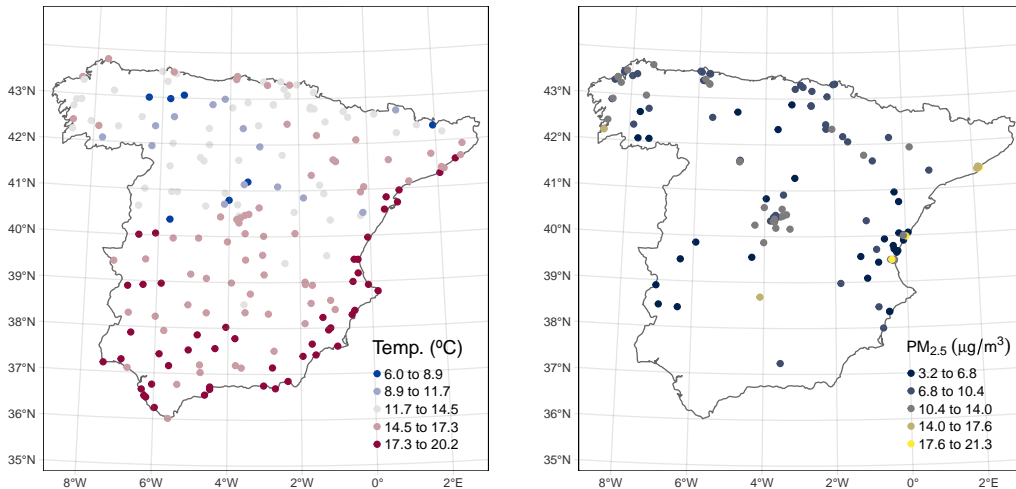 43°N
42°N
41°N
40°N
39°N
38°N
37°N
36°N
35°N
8°W
6°W
4°W
2°W
0°
2°E
Temp. (ºC)
6.0 to 8.9
8.9 to 11.7
11.7 to 14.5
14.5 to 17.3
17.3 to 20.2
43°N
42°N
41°N
40°N
39°N
38°N
37°N
36°N
35°N
8°W
6°W
4°W
2°W
0°
2°E
PM2.5 (μg/m³)
3.2 to 6.8
6.8 to 10.4
10.4 to 14.0
14.0 to 17.6
17.6 to 21.3